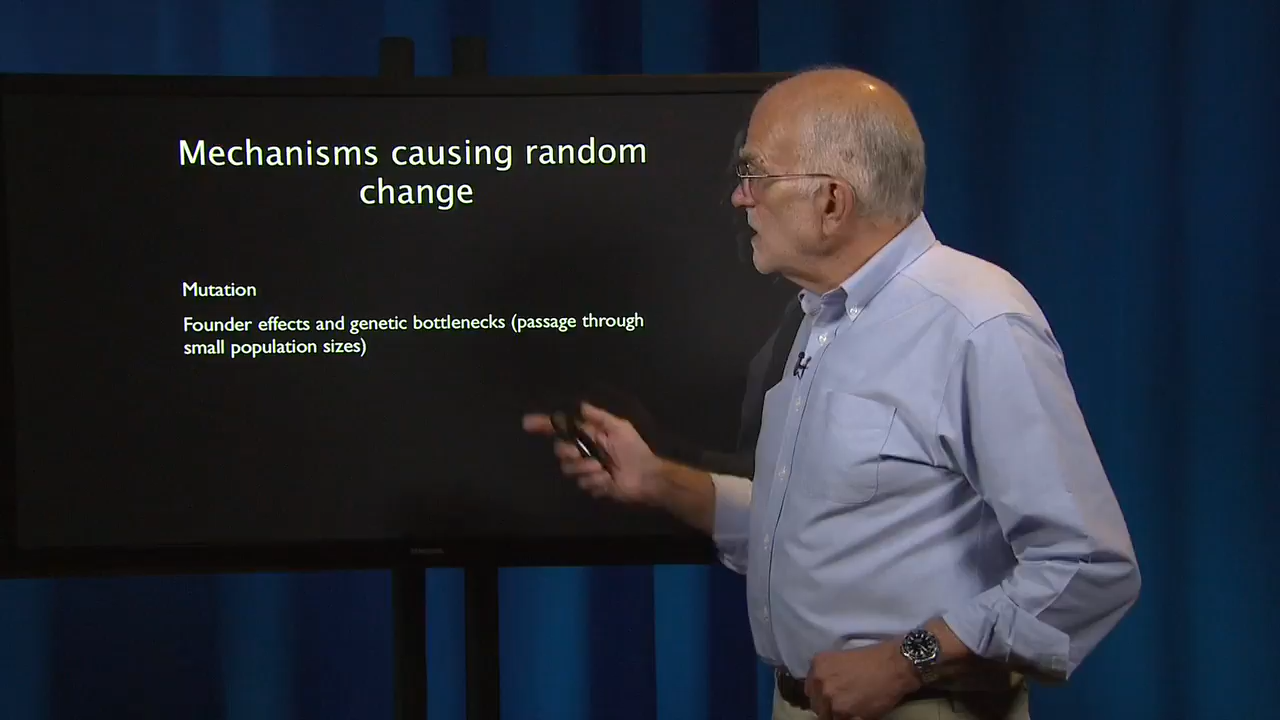 Mechanisms causing random
change
Mutation
Founder effects and genetic bottlenecks (passage through
small population sizes)